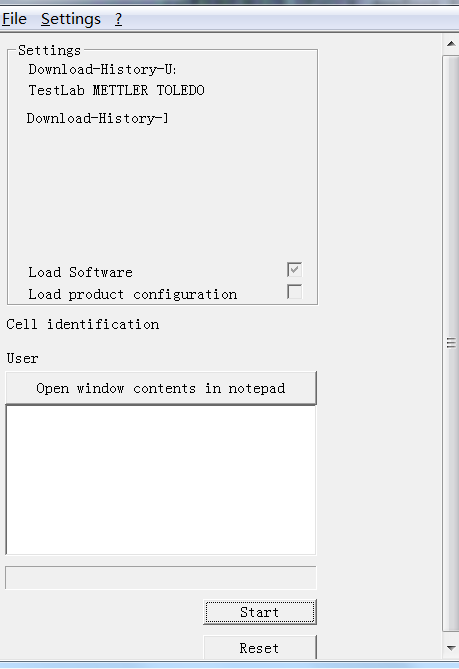 File Settings ?
Settings
Download-History-U:
TestLab METTLER TOLEDO
Download-History-]
Load Software
Load product configuration
Cell identification
User
Open window contents in notepad
Start
Reset